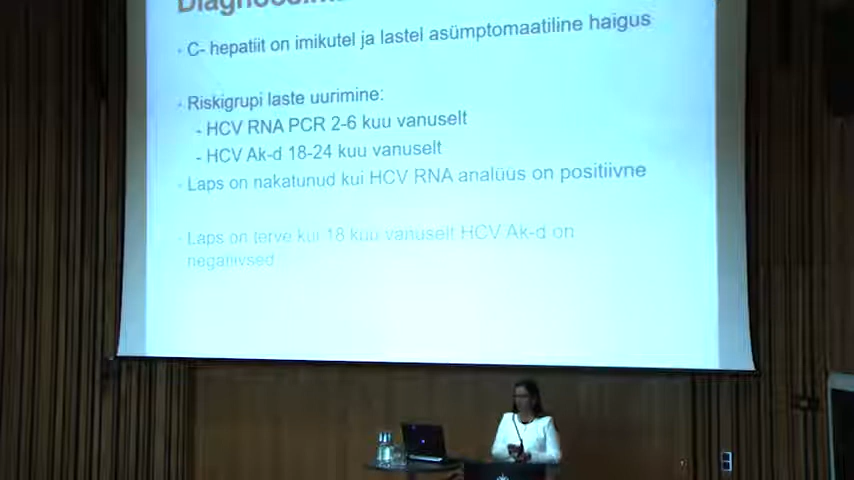 - C- hepatiit on imikutel ja lastel asümptomaatiline haigus
- Riskigrupi laste uurimine:
- HCV RNA PCR 2-6 kuu vanuselt
- HCV Ak-d 18-24 kuu vanuselt
- Laps on nakatunud kui HCV RNA analüüs on positiivne
- Laps on terve kui 18 kuu vanuselt HCV Ak-d on
negatiivsed